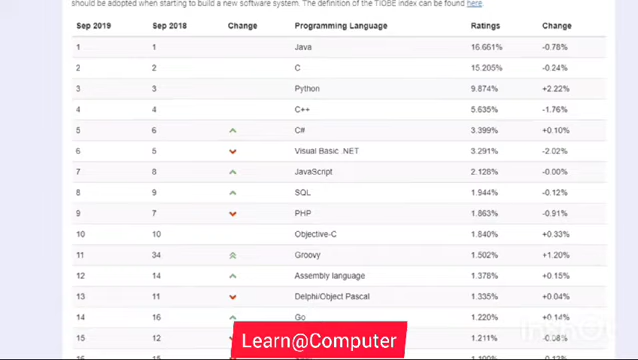 should be adopted when starting to build a new software system. The definition of the TIOBE index can be found here.
Sep 2019 Sep 2018 Change Programming Language Ratings Change
1 1 Java 16.661% -0.78%
2 2 C 15.205% -0.24%
3 3 Python 9.874% +2.22%
4 4 C++ 5.635% -1.76%
5 6 C# 3.399% +0.10%
6 5 Visual Basic .NET 3.291% -2.02%
7 8 JavaScript 2.128% -0.00%
8 9 SQL 1.944% -0.12%
9 7 PHP 1.863% -0.91%
10 10 Objective-C 1.840% +0.33%
11 34 Groovy 1.502% +1.20%
12 14 Assembly language 1.378% +0.15%
13 11 Delphi/Object Pascal 1.335% +0.04%
14 16 Go 1.220% +0.14%
15 12 1.211% -0.08%
Learn@Computer